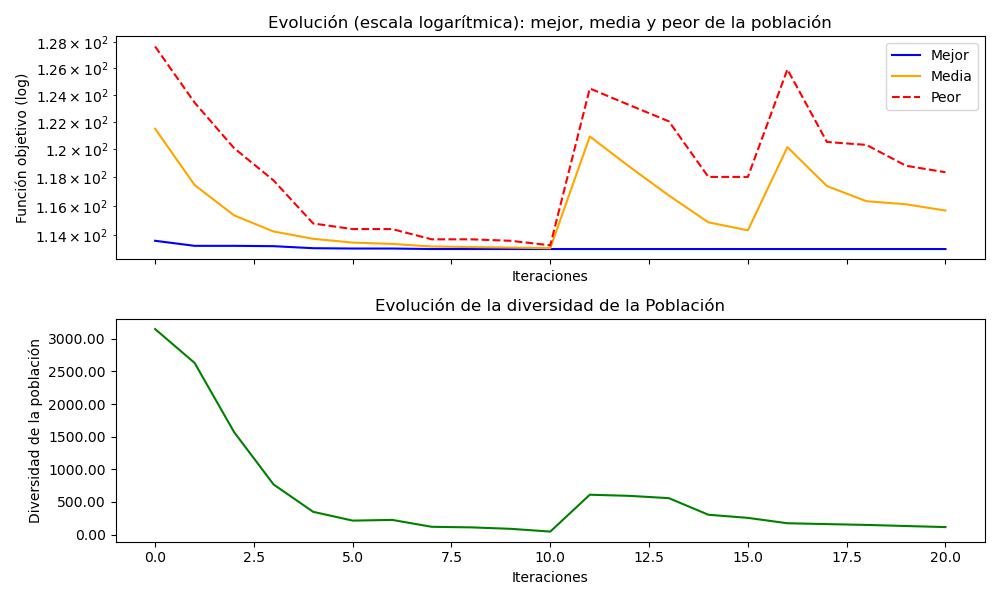 Evolución (escala logarítmica): mejor, media y peor de la población
1.28 × 10²
1.26 × 10²
1.24 × 10²
1.22 × 10²
1.2 × 10²
1.18 × 10²
1.16 × 10²
1.14 × 10²
Función objetivo (log)
Mejor
Media
Peor
Iteraciones
Evolución de la diversidad de la Población
3000.00
2500.00
2000.00
1500.00
1000.00
500.00
0.00
Diversidad de la población
0.0 2.5 5.0 7.5 10.0 12.5 15.0 17.5 20.0
Iteraciones